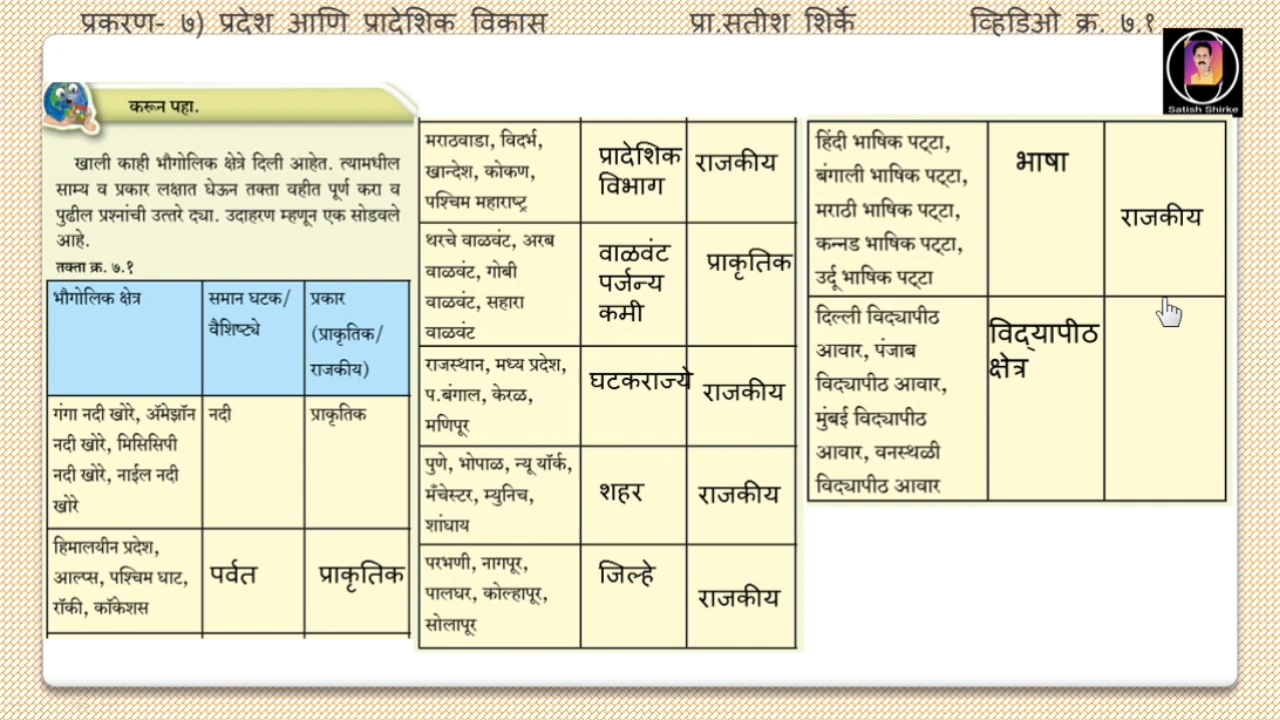 प्रकरण- ७) प्रदेश आणि प्रादेशिक विकास प्रा.सतीश शिर्के व्हिडिओ क्र. ७.१
Satish Shirke
करून पहा.
खाली काही भौगोलिक क्षेत्रे दिली आहेत. त्यामधील
साम्य व प्रकार लक्षात घेऊन तक्ता वहीत पूर्ण करा व
पुढील प्रश्नांची उत्तरे द्या. उदाहरण म्हणून एक सोडवले
आहे.
तक्ता क्र. ७.१
भौगोलिक क्षेत्र
समान घटक/
वैशिष्ट्ये
प्रकार
(प्राकृतिक/
राजकीय)
गंगा नदी खोरे, ॲमेझॉन
नदी खोरे, मिसिसिपी
नदी खोरे, नाईल नदी
खोरे
नदी
प्राकृतिक
हिमालयीन प्रदेश,
आल्प्स, पश्चिम घाट,
रॉकी, कॉकेशस
पर्वत
प्राकृतिक
मराठवाडा, विदर्भ,
खान्देश, कोकण,
पश्चिम महाराष्ट्र
प्रादेशिक
विभाग
राजकीय
थरचे वाळवंट, अरब
वाळवंट, गोबी
वाळवंट, सहारा
वाळवंट
वाळवंट
पर्जन्य
कमी
प्राकृतिक
राजस्थान, मध्य प्रदेश,
प.बंगाल, केरळ,
मणिपूर
घटकराज्ये
राजकीय
पुणे, भोपाळ, न्यू यॉर्क,
मँचेस्टर, म्युनिच,
शांघाय
शहर
राजकीय
परभणी, नागपूर,
पालघर, कोल्हापूर,
सोलापूर
जिल्हे
राजकीय
हिंदी भाषिक पट्टा,
बंगाली भाषिक पट्टा,
मराठी भाषिक पट्टा,
कन्नड भाषिक पट्टा,
उर्दू भाषिक पट्टा
भाषा
राजकीय
दिल्ली विद्यापीठ
आवार, पंजाब
विद्यापीठ आवार,
मुंबई विद्यापीठ
आवार, वनस्थळी
विद्यापीठ आवार
विद्यापीठ
क्षेत्र